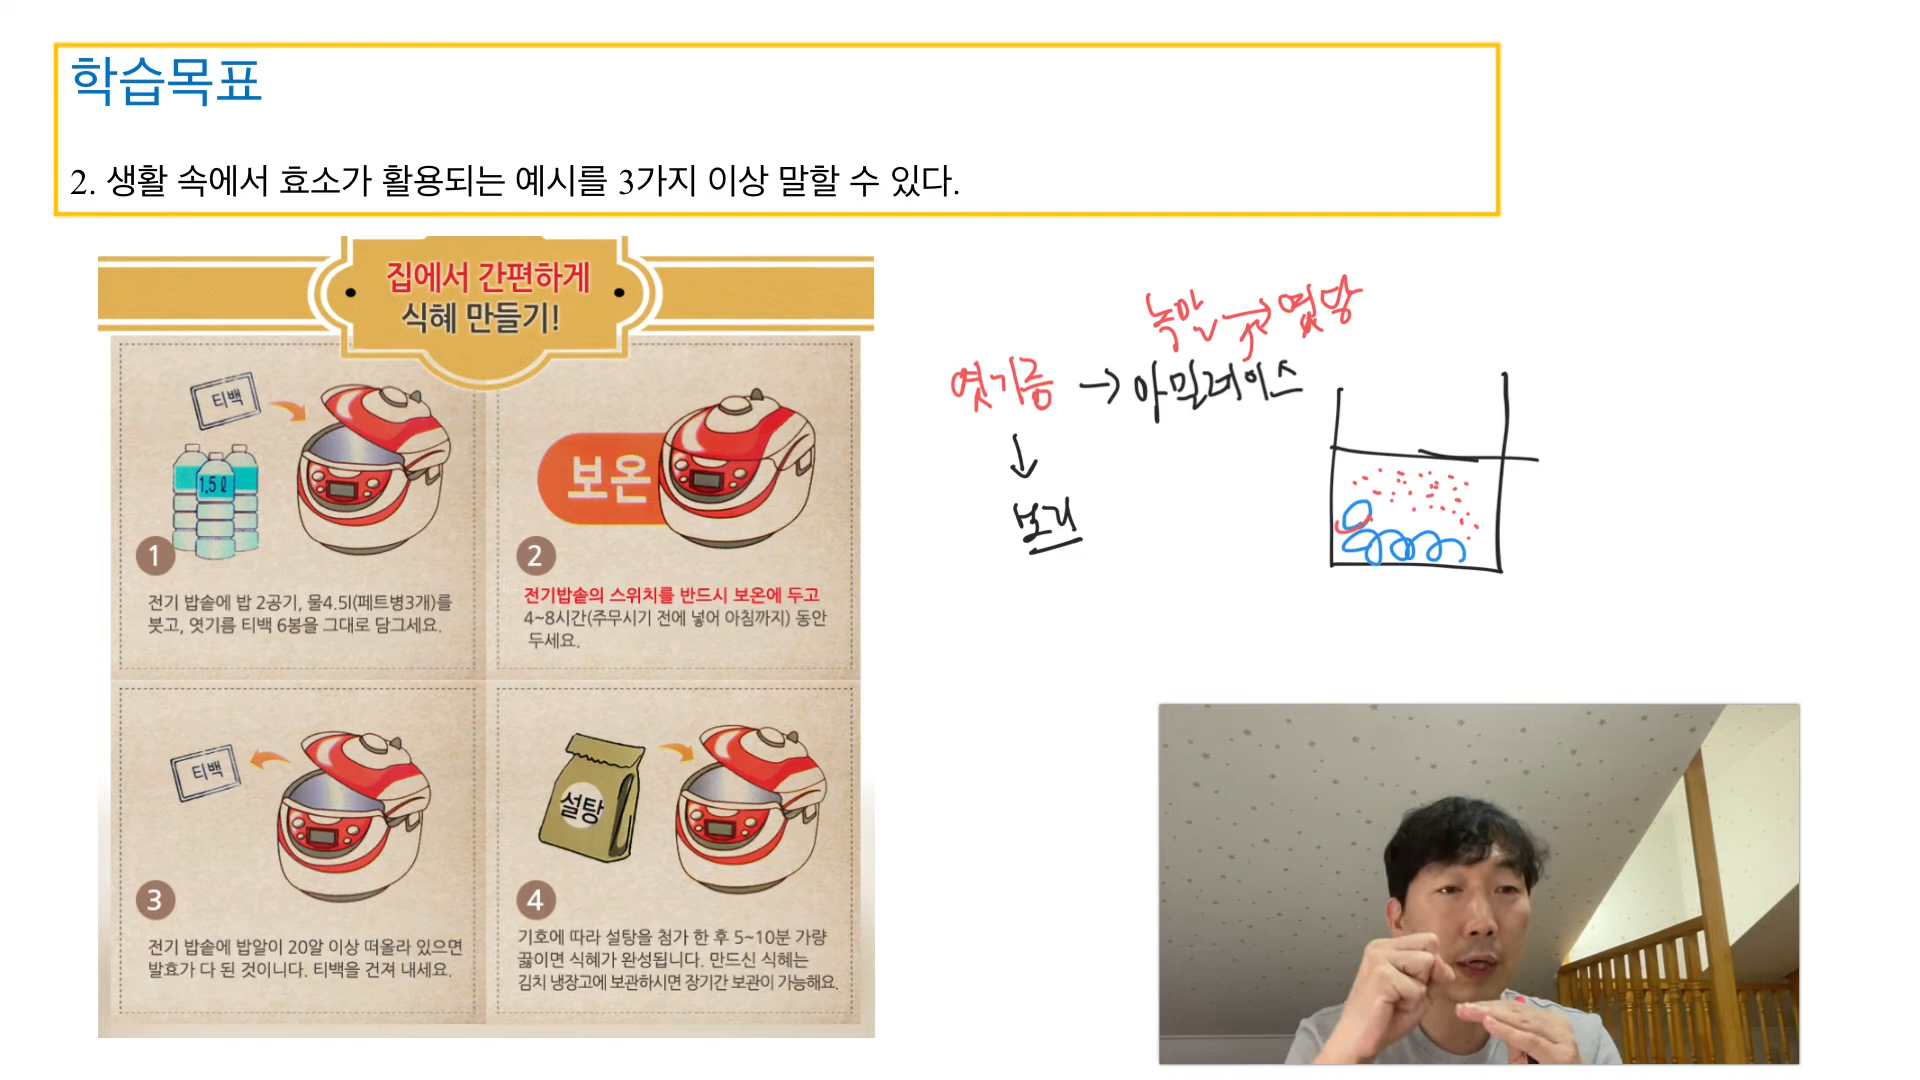 학습목표
2. 생활 속에서 효소가 활용되는 예시를 3가지 이상 말할 수 있다.
집에서 간편하게
식혜 만들기!
티백
1.5ℓ
1
전기 밥솥에 밥 2공기, 물4.5l(페트병3개)를
붓고, 엿기름 티백 6봉을 그대로 담그세요.
보온
2
전기밥솥의 스위치를 반드시 보온에 두고
4~8시간(주무시기 전에 넣어 아침까지) 동안
두세요.
티백
3
전기 밥솥에 밥알이 20알 이상 떠올라 있으면
발효가 다 된 것이니다. 티백을 건져 내세요.
설탕
4
기호에 따라 설탕을 첨가 한 후 5~10분 가량
끓이면 식혜가 완성됩니다. 만드신 식혜는
김치 냉장고에 보관하시면 장기간 보관이 가능해요.
녹말 → 엿당
엿기름 → 아밀레이스
↓
보리